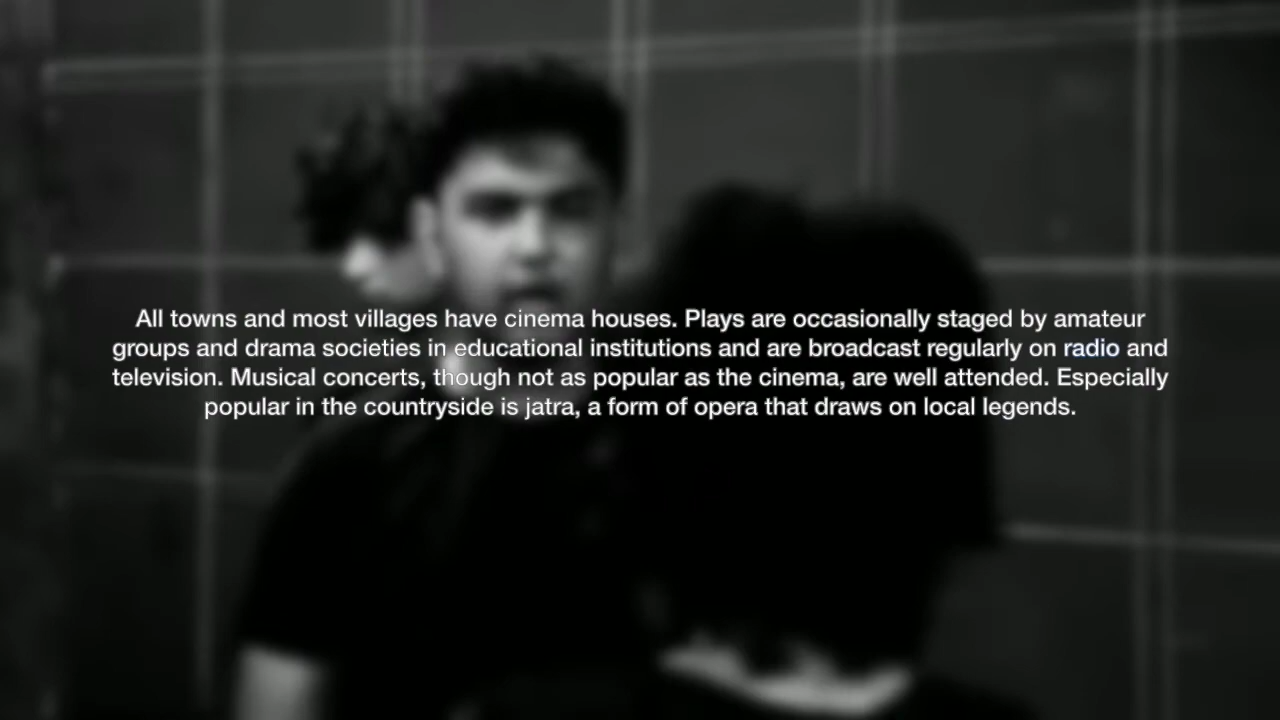 All towns and most villages have cinema houses. Plays are occasionally staged by amateur
groups and drama societies in educational institutions and are broadcast regularly on radio and
television. Musical concerts, though not as popular as the cinema, are well attended. Especially
popular in the countryside is jatra, a form of opera that draws on local legends.